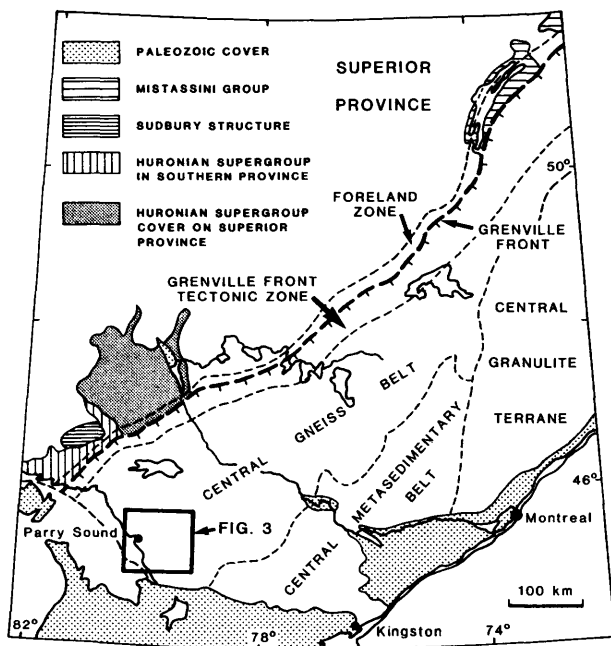 PALEOZOIC COVER
MISTASSINI GROUP
SUDBURY STRUCTURE
HURONIAN SUPERGROUP
IN SOUTHERN PROVINCE
HURONIAN SUPERGROUP
COVER ON SUPERIOR
PROVINCE
SUPERIOR
PROVINCE
50°
FORELAND
ZONE
GRENVILLE
FRONT
GRENVILLE FRONT
TECTONIC ZONE
CENTRAL
GRANULITE
TERRANE
CENTRAL GNEISS BELT
CENTRAL METASEDIMENTARY
BELT
46°
Montreal
Parry Sound
FIG. 3
100 km
82°
78°
Kingston
74°